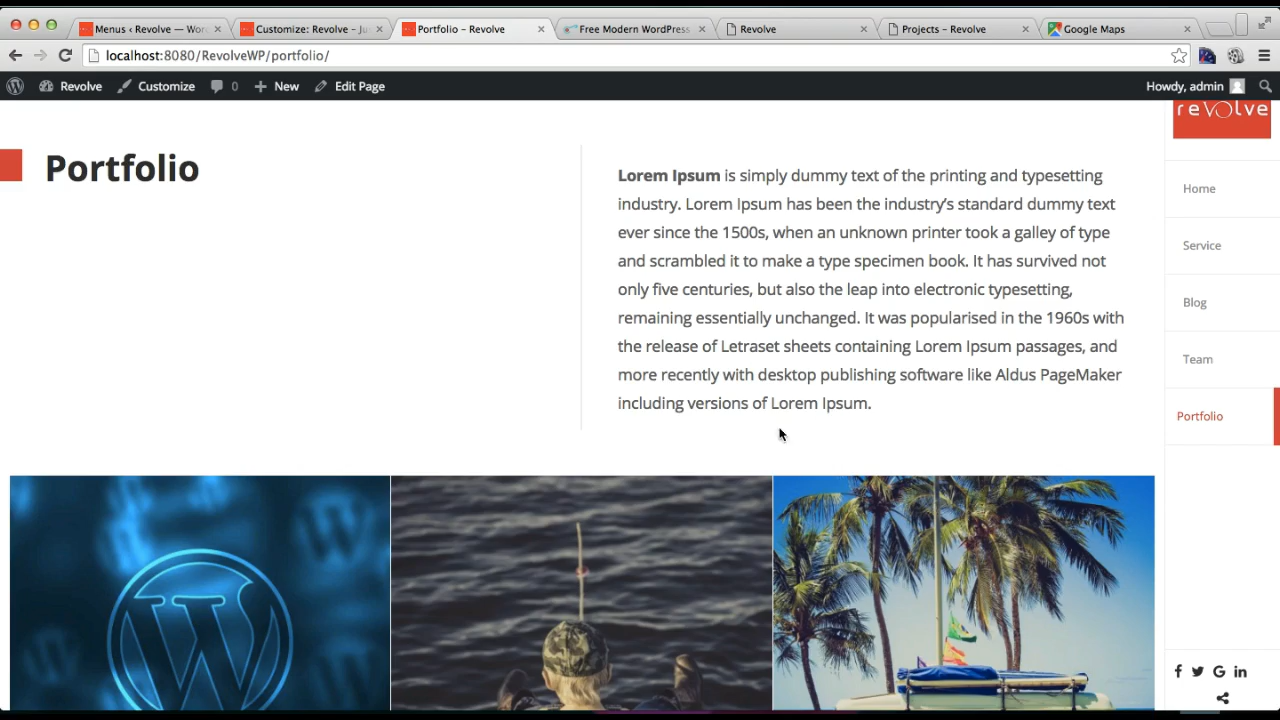 Menus ‹ Revolve — Wor
Customize: Revolve - Ju
Portfolio – Revolve
Free Modern WordPress
Revolve
Projects – Revolve
Google Maps
localhost:8080/RevolveWP/portfolio/
Revolve
Customize
0
New
Edit Page
Howdy, admin
revolve
Portfolio
Lorem Ipsum is simply dummy text of the printing and typesetting
industry. Lorem Ipsum has been the industry’s standard dummy text
ever since the 1500s, when an unknown printer took a galley of type
and scrambled it to make a type specimen book. It has survived not
only five centuries, but also the leap into electronic typesetting,
remaining essentially unchanged. It was popularised in the 1960s with
the release of Letraset sheets containing Lorem Ipsum passages, and
more recently with desktop publishing software like Aldus PageMaker
including versions of Lorem Ipsum.
Home
Service
Blog
Team
Portfolio